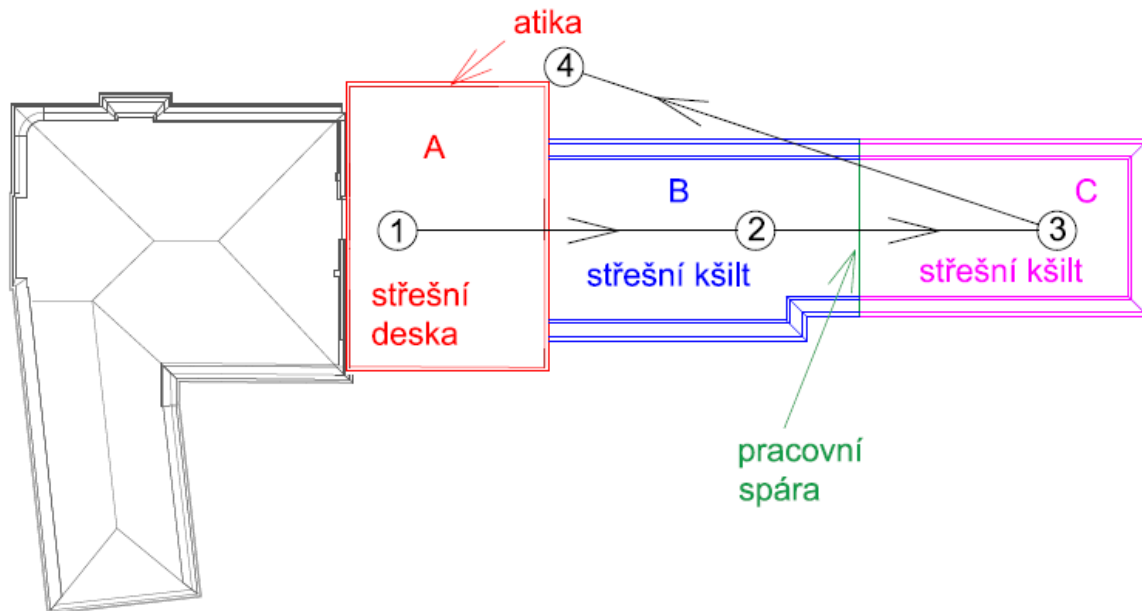 atika
4
A
B
C
1
2
3
střešní
deska
střešní kšilt
střešní kšilt
pracovní
spára